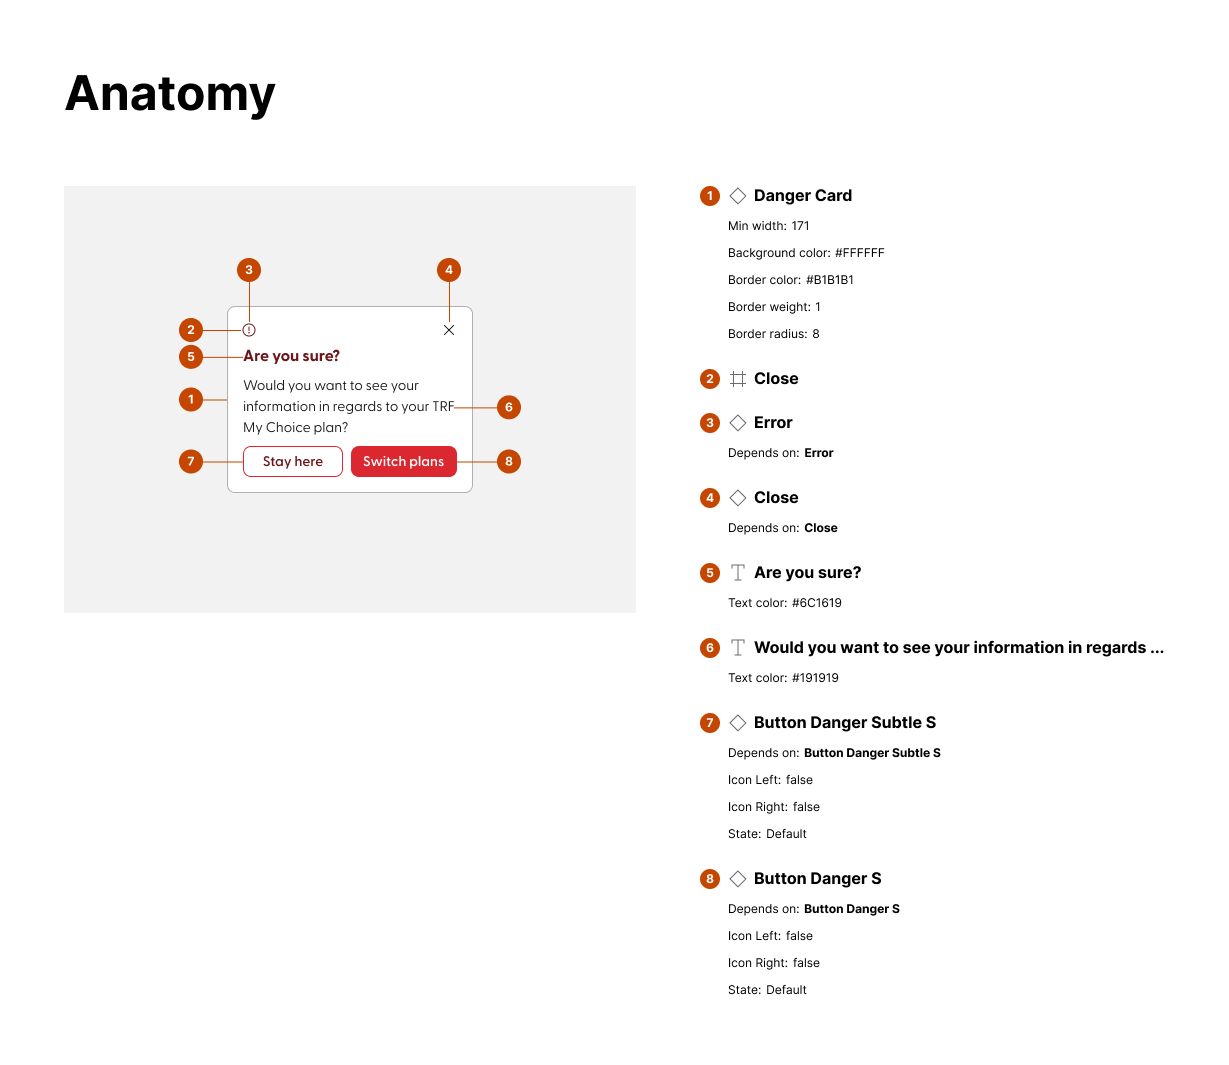 Anatomy
3
4
2
5
Are you sure?
1
Would you want to see your
information in regards to your TRF
My Choice plan?
6
7
Stay here
Switch plans
8
1 Danger Card
Min width: 171
Background color: #FFFFFF
Border color: #B1B1B1
Border weight: 1
Border radius: 8
2 Close
3 Error
Depends on: Error
4 Close
Depends on: Close
5 Are you sure?
Text color: #6C1619
6 Would you want to see your information in regards ...
Text color: #191919
7 Button Danger Subtle S
Depends on: Button Danger Subtle S
Icon Left: false
Icon Right: false
State: Default
8 Button Danger S
Depends on: Button Danger S
Icon Left: false
Icon Right: false
State: Default